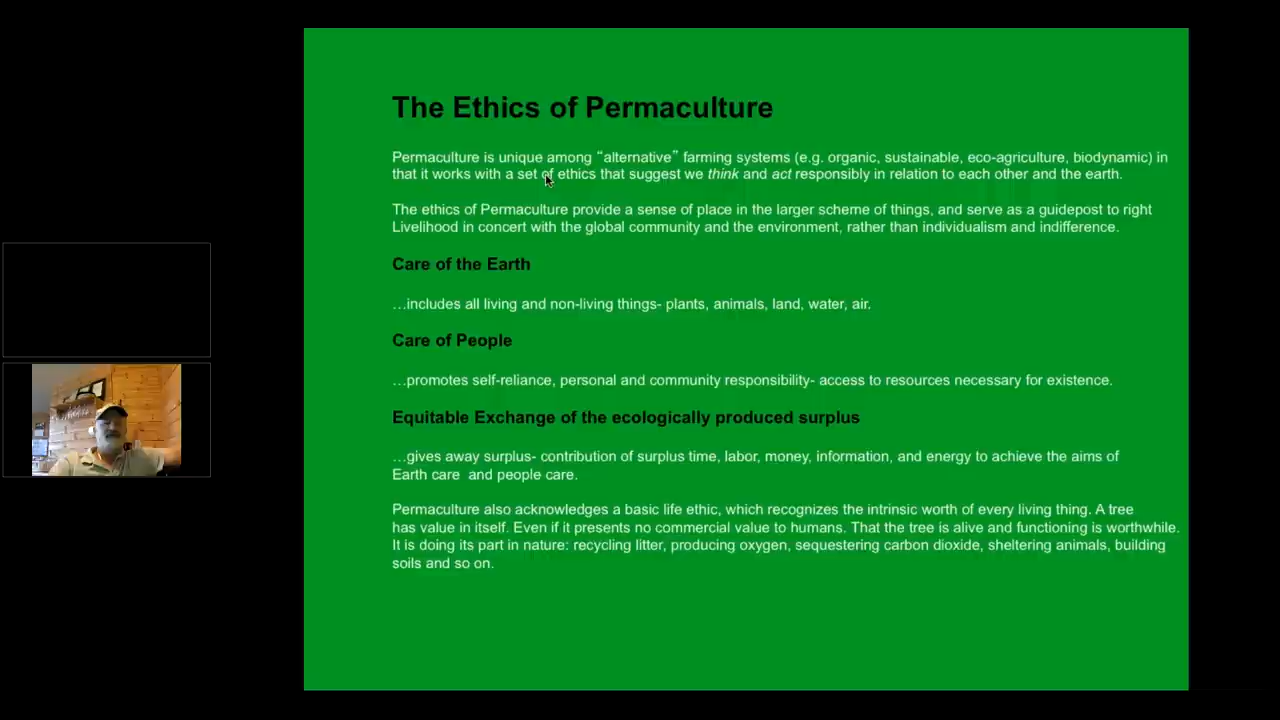 The Ethics of Permaculture
Permaculture is unique among “alternative” farming systems (e.g. organic, sustainable, eco-agriculture, biodynamic) in
that it works with a set of ethics that suggest we think and act responsibly in relation to each other and the earth.
The ethics of Permaculture provide a sense of place in the larger scheme of things, and serve as a guidepost to right
Livelihood in concert with the global community and the environment, rather than individualism and indifference.
Care of the Earth
…includes all living and non-living things- plants, animals, land, water, air.
Care of People
…promotes self-reliance, personal and community responsibility- access to resources necessary for existence.
Equitable Exchange of the ecologically produced surplus
…gives away surplus- contribution of surplus time, labor, money, information, and energy to achieve the aims of
Earth care  and people care.
Permaculture also acknowledges a basic life ethic, which recognizes the intrinsic worth of every living thing. A tree
has value in itself. Even if it presents no commercial value to humans. That the tree is alive and functioning is worthwhile.
It is doing its part in nature: recycling litter, producing oxygen, sequestering carbon dioxide, sheltering animals, building
soils and so on.